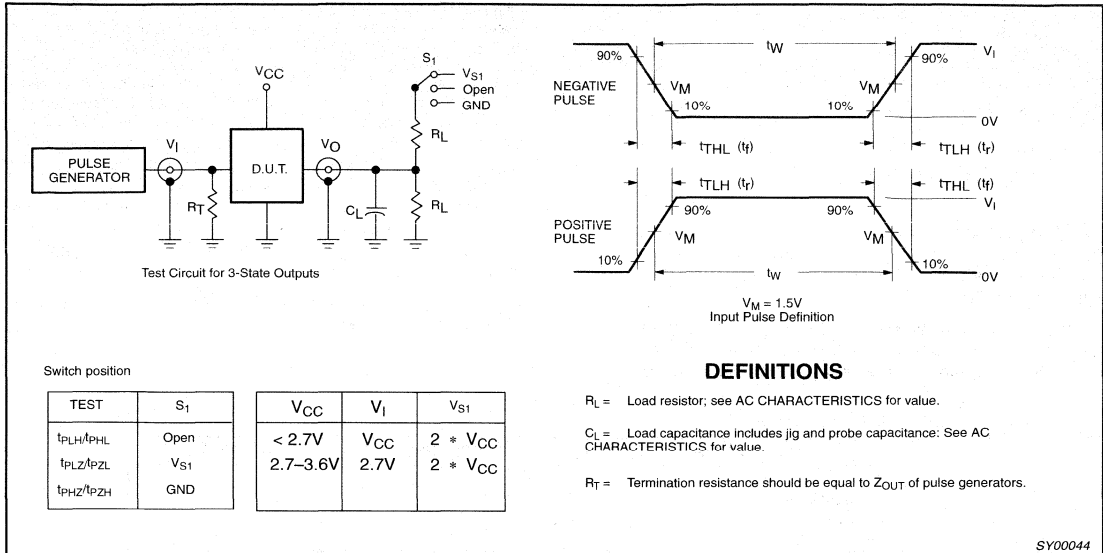 S1
VS1
Open
GND
VCC
RL
VI
VO
PULSE
GENERATOR
D.U.T.
RT
CL
RL
Test Circuit for 3-State Outputs
tW
90%
90%
VI
NEGATIVE
PULSE
VM
VM
10%
10%
0V
tTHL (tf)
tTLH (tr)
tTLH (tr)
tTHL (tf)
VI
90%
90%
POSITIVE
PULSE
VM
VM
10%
10%
tW
0V
VM = 1.5V
Input Pulse Definition
Switch position
TEST S1
tPLH/tPHL Open
tPLZ/tPZL VS1
tPHZ/tPZH GND
VCC VI VS1
< 2.7V VCC 2 * VCC
2.7–3.6V 2.7V 2 * VCC
DEFINITIONS
RL = Load resistor; see AC CHARACTERISTICS for value.
CL = Load capacitance includes jig and probe capacitance: See AC
CHARACTERISTICS for value.
RT = Termination resistance should be equal to ZOUT of pulse generators.
SY00044